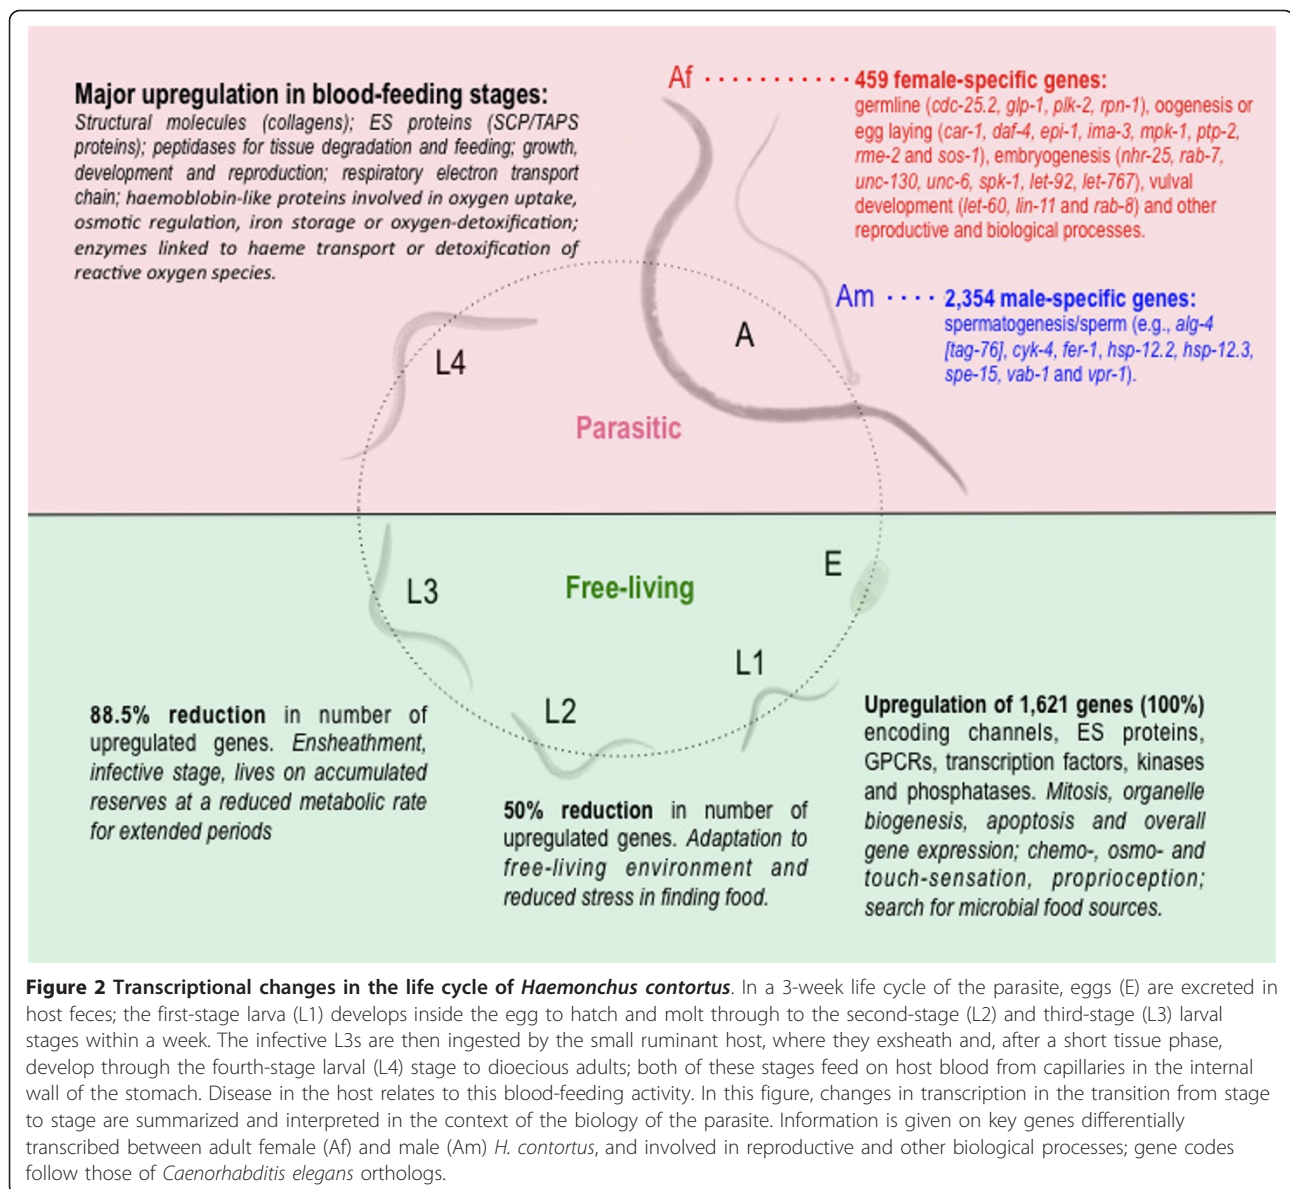 Major upregulation in blood-feeding stages:
Structural molecules (collagens); ES proteins (SCP/TAPS
proteins); peptidases for tissue degradation and feeding; growth,
development and reproduction; respiratory electron transport
chain; haemoblobin-like proteins involved in oxygen uptake,
osmotic regulation, iron storage or oxygen-detoxification;
enzymes linked to haeme transport or detoxification of
reactive oxygen species.
Af
459 female-specific genes:
germline (cdc-25.2, glp-1, plk-2, rpn-1), oogenesis or
egg laying (car-1, daf-4, epi-1, ima-3, mpk-1, ptp-2,
rme-2 and sos-1), embryogenesis (nhr-25, rab-7,
unc-130, unc-6, spk-1, let-92, let-767), vulval
development (let-60, lin-11 and rab-8) and other
reproductive and biological processes.
Am
2,354 male-specific genes:
spermatogenesis/sperm (e.g., alg-4
[tag-76], cyk-4, fer-1, hsp-12.2, hsp-12.3,
spe-15, vab-1 and vpr-1).
A
L4
Parasitic
Free-living
E
L3
L1
L2
88.5% reduction in number of
upregulated genes. Ensheathment,
infective stage, lives on accumulated
reserves at a reduced metabolic rate
for extended periods
50% reduction in number of
upregulated genes. Adaptation to
free-living environment and
reduced stress in finding food.
Upregulation of 1,621 genes (100%)
encoding channels, ES proteins,
GPCRs, transcription factors, kinases
and phosphatases. Mitosis, organelle
biogenesis, apoptosis and overall
gene expression; chemo-, osmo- and
touch-sensation, proprioception;
search for microbial food sources.
Figure 2 Transcriptional changes in the life cycle of Haemonchus contortus. In a 3-week life cycle of the parasite, eggs (E) are excreted in
host feces; the first-stage larva (L1) develops inside the egg to hatch and molt through to the second-stage (L2) and third-stage (L3) larval
stages within a week. The infective L3s are then ingested by the small ruminant host, where they exsheath and, after a short tissue phase,
develop through the fourth-stage larval (L4) stage to dioecious adults; both of these stages feed on host blood from capillaries in the internal
wall of the stomach. Disease in the host relates to this blood-feeding activity. In this figure, changes in transcription in the transition from stage
to stage are summarized and interpreted in the context of the biology of the parasite. Information is given on key genes differentially
transcribed between adult female (Af) and male (Am) H. contortus, and involved in reproductive and other biological processes; gene codes
follow those of Caenorhabditis elegans orthologs.